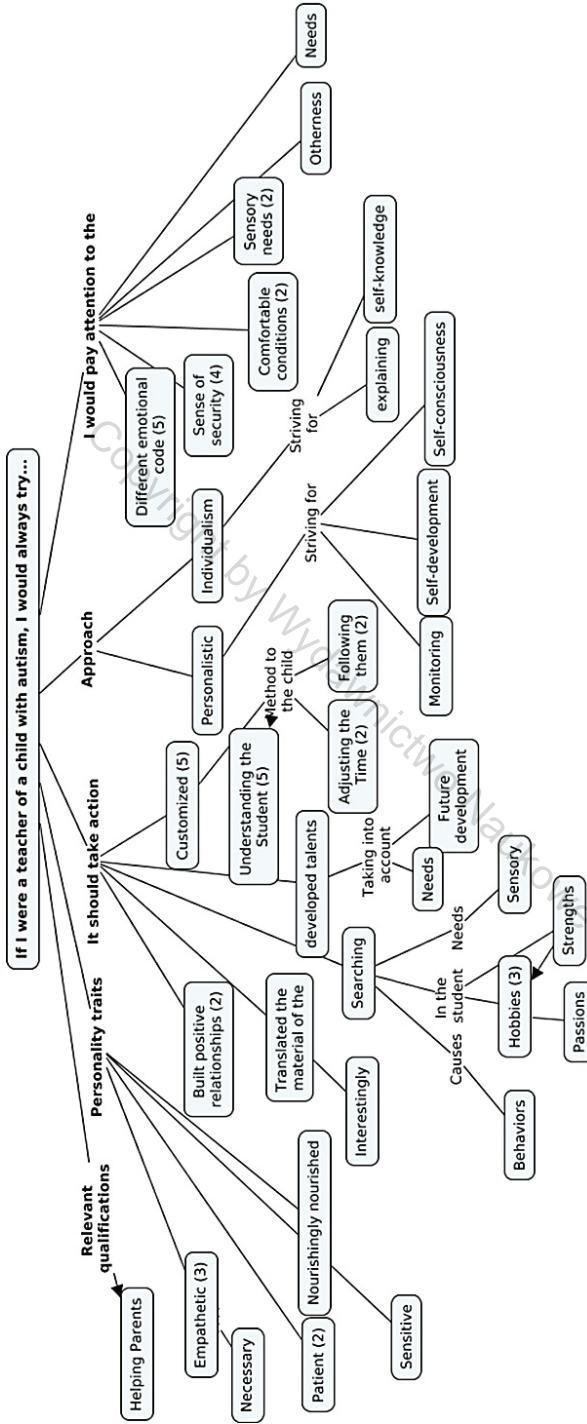 If I were a teacher of a child with autism, I would always try...
Relevant
qualifications
Personality traits
It should take action
Approach
I would pay attention to the
Helping Parents
Empathetic (3)
Necessary
Patient (2)
Nourishingly nourished
Sensitive
Built positive
relationships (2)
Translated the
material of the
Interestingly
Customized (5)
Understanding the
Student (5)
Method to
the child
Adjusting the
Time (2)
Following
them (2)
developed talents
Taking into
account
Needs
Future
development
Searching
Causes
In the
student
Needs
Behaviors
Hobbies (3)
Sensory
Passions
Strengths
Personalistic
Individualism
Striving for
Striving
for
Monitoring
Self-development
Self-consciousness
explaining
self-knowledge
Different emotional
code (5)
Sense of
security (4)
Comfortable
conditions (2)
Sensory
needs (2)
Otherness
Needs
Copyright by Wydawnictwo Naukowe